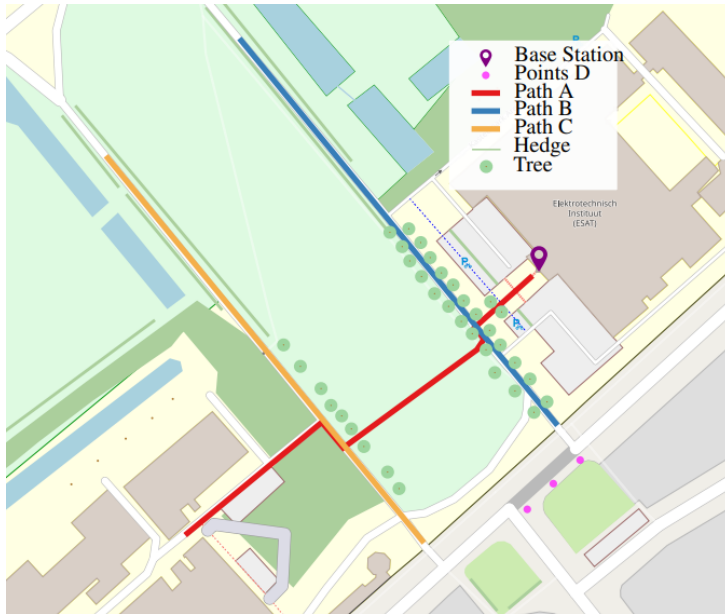 Base Station
Points D
Path A
Path B
Path C
Hedge
Tree
Elektrotechnisch
Instituut
(ESAT)